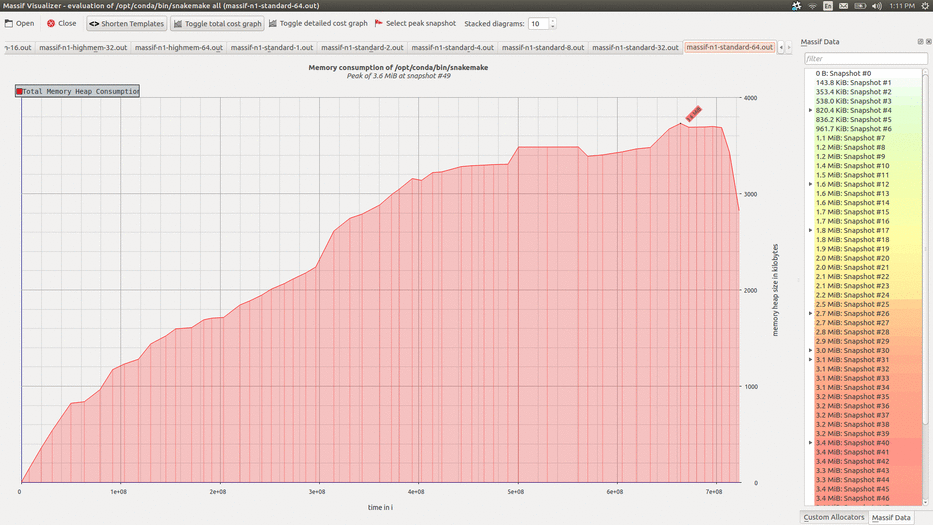 Massif Visualizer - evaluation of /opt/conda/bin/snakemake all (massif-n1-standard-64.out)
En
1:11 PM
Open
Close
<> Shorten Templates
Toggle total cost graph
Toggle detailed cost graph
Select peak snapshot
Stacked diagrams: 10
n-16.out
massif-n1-highmem-32.out
massif-n1-highmem-64.out
massif-n1-standard-1.out
massif-n1-standard-2.out
massif-n1-standard-4.out
massif-n1-standard-8.out
massif-n1-standard-32.out
massif-n1-standard-64.out
Memory consumption of /opt/conda/bin/snakemake
Peak of 3.6 MiB at snapshot #49
Total Memory Heap Consumption
4000
3000
2000
1000
0
memory heap size in kilobytes
0
1e+08
2e+08
3e+08
4e+08
5e+08
6e+08
7e+08
time in i
Massif Data
filter
0 B: Snapshot #0
143.8 KiB: Snapshot #1
353.4 KiB: Snapshot #2
538.0 KiB: Snapshot #3
820.4 KiB: Snapshot #4
836.2 KiB: Snapshot #5
961.7 KiB: Snapshot #6
1.1 MiB: Snapshot #7
1.2 MiB: Snapshot #8
1.2 MiB: Snapshot #9
1.4 MiB: Snapshot #10
1.5 MiB: Snapshot #11
1.6 MiB: Snapshot #12
1.6 MiB: Snapshot #13
1.6 MiB: Snapshot #14
1.7 MiB: Snapshot #15
1.7 MiB: Snapshot #16
1.8 MiB: Snapshot #17
1.8 MiB: Snapshot #18
1.9 MiB: Snapshot #19
2.0 MiB: Snapshot #20
2.0 MiB: Snapshot #21
2.1 MiB: Snapshot #22
2.1 MiB: Snapshot #23
2.2 MiB: Snapshot #24
2.5 MiB: Snapshot #25
2.7 MiB: Snapshot #26
2.7 MiB: Snapshot #27
2.8 MiB: Snapshot #28
2.9 MiB: Snapshot #29
3.0 MiB: Snapshot #30
3.1 MiB: Snapshot #31
3.1 MiB: Snapshot #32
3.1 MiB: Snapshot #33
3.1 MiB: Snapshot #34
3.2 MiB: Snapshot #35
3.2 MiB: Snapshot #36
3.2 MiB: Snapshot #37
3.2 MiB: Snapshot #38
3.2 MiB: Snapshot #39
3.4 MiB: Snapshot #40
3.4 MiB: Snapshot #41
3.4 MiB: Snapshot #42
3.3 MiB: Snapshot #43
3.3 MiB: Snapshot #44
3.4 MiB: Snapshot #45
3.4 MiB: Snapshot #46
Custom Allocators
Massif Data